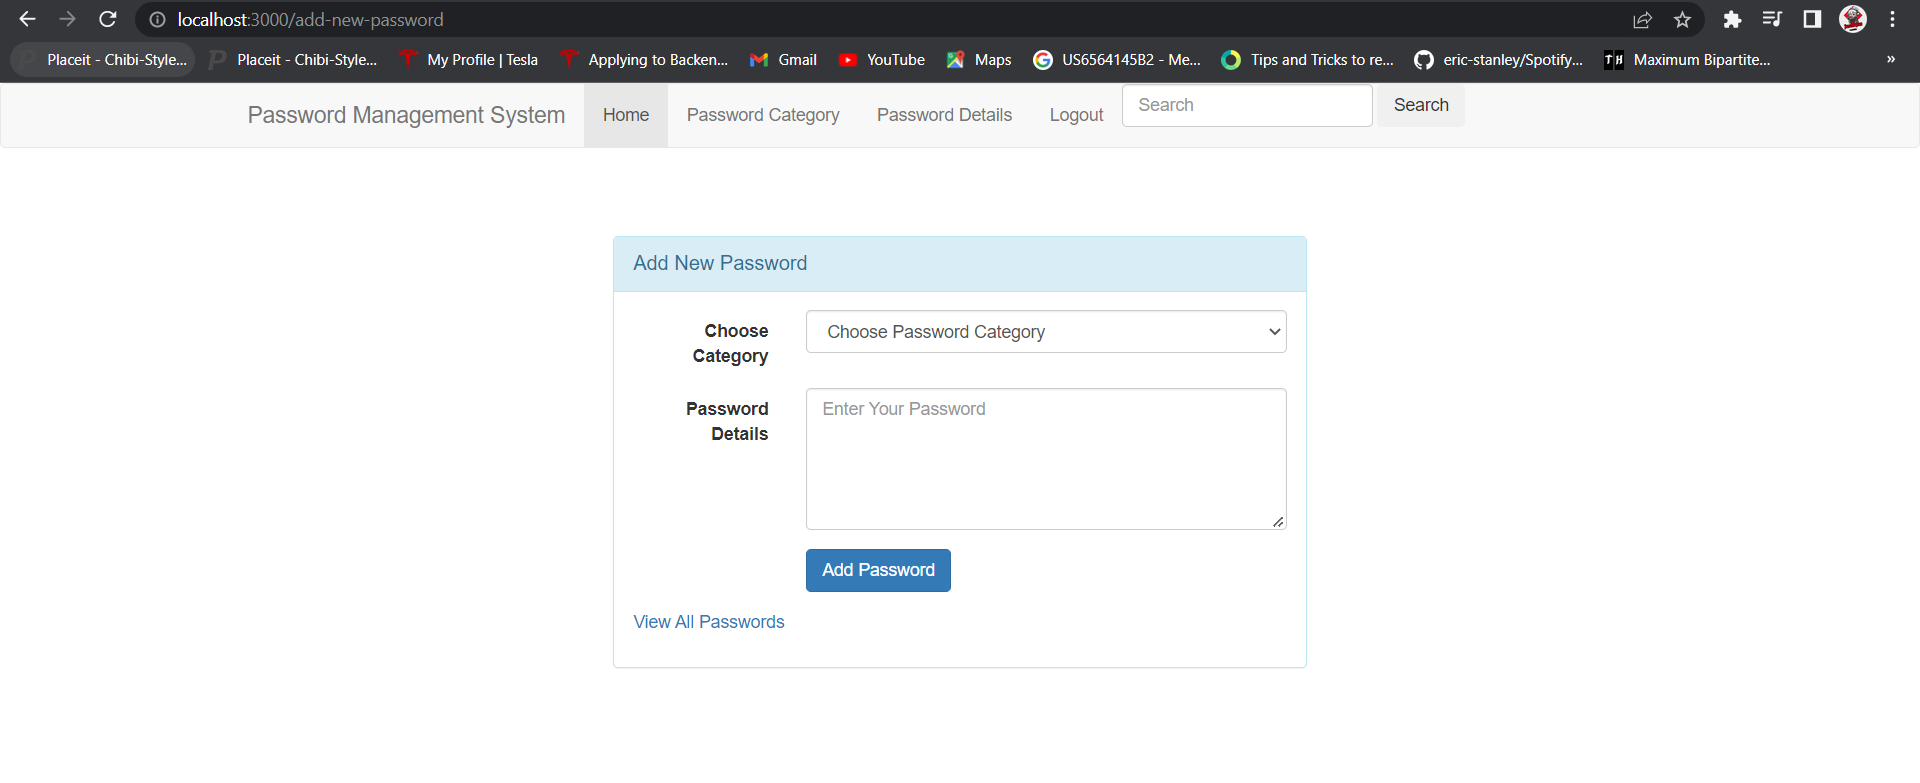 localhost:3000/add-new-password
Placeit - Chibi-Style... Placeit - Chibi-Style... My Profile | Tesla Applying to Backen... Gmail YouTube Maps US6564145B2 - Me... Tips and Tricks to re... eric-stanley/Spotify... Maximum Bipartite... »
Password Management System Home Password Category Password Details Logout Search Search
Add New Password
Choose
Category
Choose Password Category
Password
Details
Enter Your Password
Add Password
View All Passwords